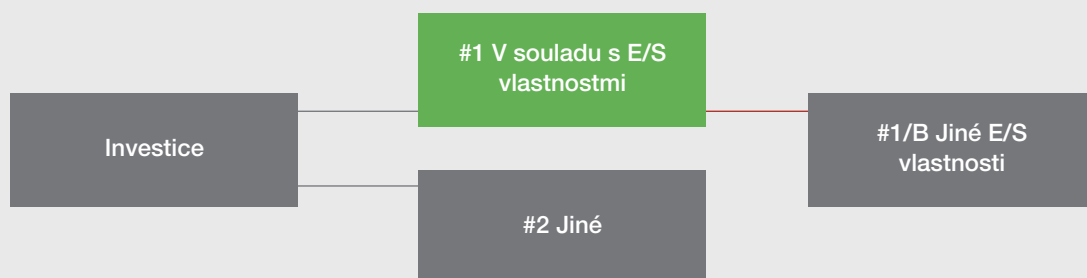 #1 V souladu s E/S
vlastnostmi
Investice
#1/B Jiné E/S
vlastnosti
#2 Jiné